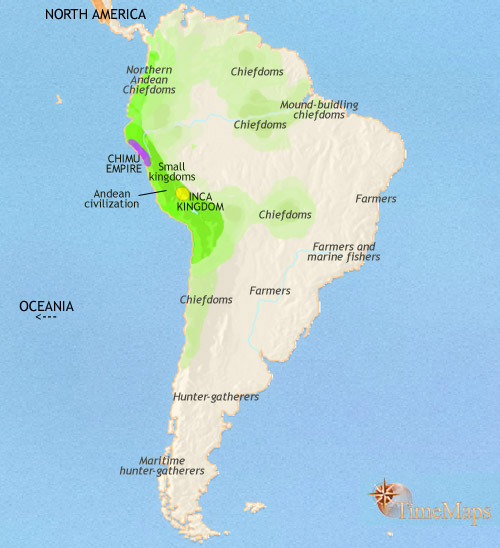 NORTH AMERICA
Northern
Andean
Chiefdoms
Chiefdoms
Mound-buidling
chiefdoms
Chiefdoms
CHIMU
EMPIRE
Small
kingdoms
Andean
civilization
INCA
KINGDOM
Farmers
Chiefdoms
Farmers and
marine fishers
Farmers
Chiefdoms
OCEANIA
<---
Hunter-gatherers
Maritime
hunter-gatherers
TimeMaps